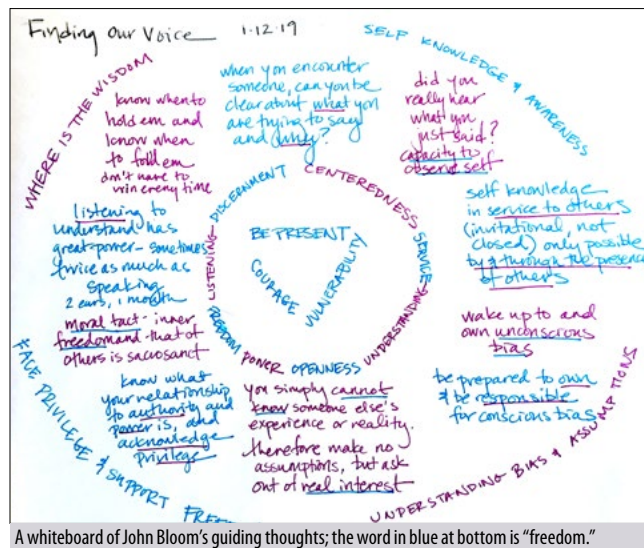 Finding Our Voice 1·12·19
SELF KNOWLEDGE & AWARENESS
WHERE IS THE WISDOM
know when to
hold em and
know when
to fold em
don't have to
win every time
when you encounter
someone, can you be
clear about what you
are trying to say
and why?
did you
really hear
what you
just said?
capacity to
observe self
listening to
understand has
great power - sometimes
twice as much as
speaking
2 ears, 1 mouth
moral tact - inner
freedom and that of
others is sacrosanct
LISTENING DISCERNMENT CENTEREDNESS SERVICE UNDERSTANDING OPENNESS POWER FREEDOM
BE PRESENT
COURAGE
VULNERABILITY
self knowledge
in service to others
(invitational, not
closed) only possible
by & through the presence
of others
wake up to and
own unconscious
bias
be prepared to own
& be responsible
for conscious bias
know what
your relationship
to authority and
power is, and
acknowledge
privilege
you simply cannot
know someone else's
experience or reality.
therefore make no
assumptions, but ask
out of real interest
FACE PRIVILEGE & SUPPORT FREE
UNDERSTANDING BIAS & ASSUMPTIONS
A whiteboard of John Bloom's guiding thoughts; the word in blue at bottom is “freedom.”